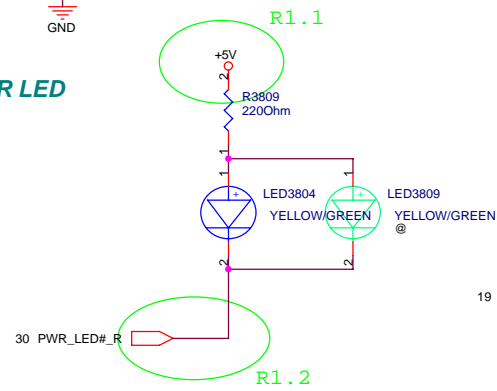 GND
R1.1
+5V
2
R LED
R3809
220Ohm
1
1
1
LED3804
LED3809
YELLOW/GREEN
YELLOW/GREEN
@
2
2
19
30 PWR_LED#_R
R1.2